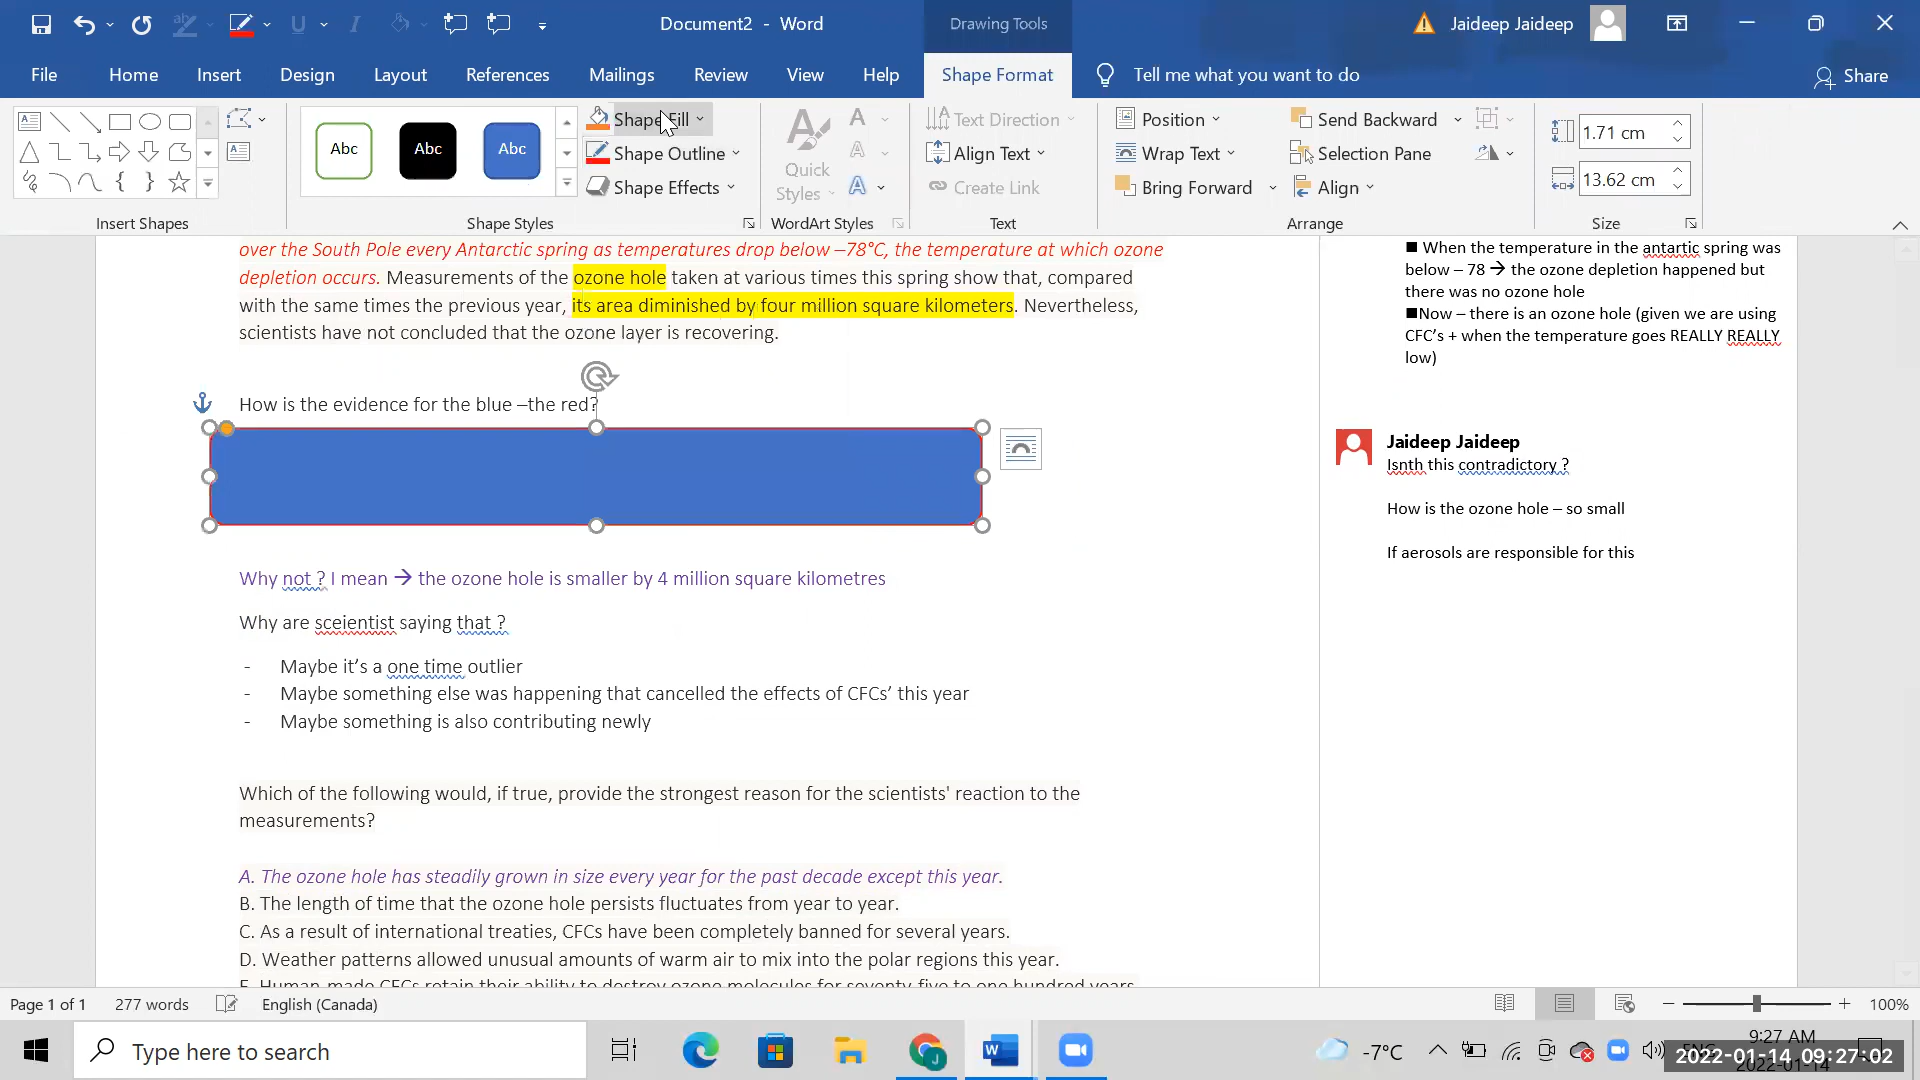 Document2 - Word
Drawing Tools
Jaideep Jaideep
File Home Insert Design Layout References Mailings Review View Help Shape Format Tell me what you want to do Share
Abc Abc Abc
Shape Fill
Shape Outline
Shape Effects
Quick
Styles
A
A
A
Text Direction
Align Text
Create Link
Position
Wrap Text
Bring Forward
Send Backward
Selection Pane
Align
1.71 cm
13.62 cm
Insert Shapes Shape Styles WordArt Styles Text Arrange Size
over the South Pole every Antarctic spring as temperatures drop below –78°C, the temperature at which ozone
depletion occurs. Measurements of the ozone hole taken at various times this spring show that, compared
with the same times the previous year, its area diminished by four million square kilometers. Nevertheless,
scientists have not concluded that the ozone layer is recovering.
How is the evidence for the blue –the red?
Why not ? I mean → the ozone hole is smaller by 4 million square kilometres
Why are sceientist saying that ?
- Maybe it’s a one time outlier
- Maybe something else was happening that cancelled the effects of CFCs’ this year
- Maybe something is also contributing newly
Which of the following would, if true, provide the strongest reason for the scientists' reaction to the
measurements?
A. The ozone hole has steadily grown in size every year for the past decade except this year.
B. The length of time that the ozone hole persists fluctuates from year to year.
C. As a result of international treaties, CFCs have been completely banned for several years.
D. Weather patterns allowed unusual amounts of warm air to mix into the polar regions this year.
E. Human-made CFCs retain their ability to destroy ozone molecules for seventy-five to one hundred years.
■ When the temperature in the antartic spring was
below – 78 → the ozone depletion happened but
there was no ozone hole
■Now – there is an ozone hole (given we are using
CFC’s + when the temperature goes REALLY REALLY
low)
Jaideep Jaideep
Isnth this contradictory ?
How is the ozone hole – so small
If aerosols are responsible for this
Page 1 of 1 277 words English (Canada) 100%
Type here to search
-7°C
9:27 AM
2022-01-14 09:27:02